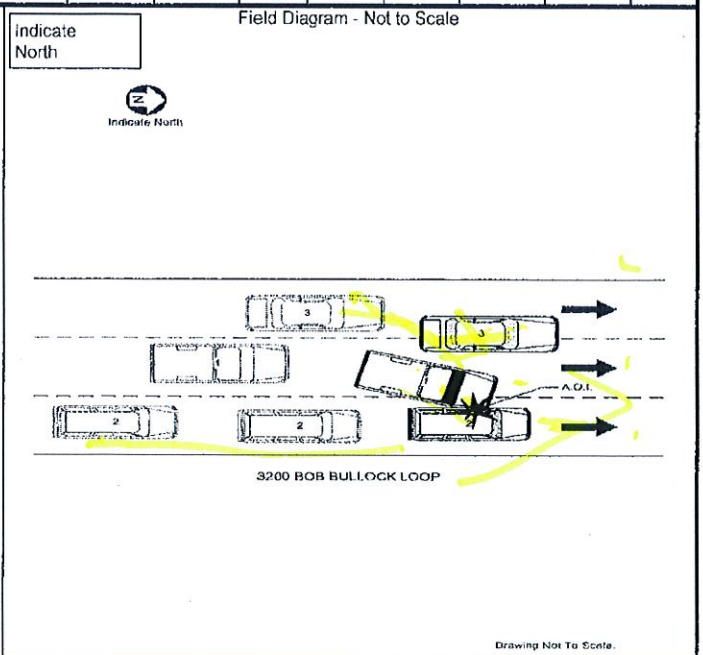 Field Diagram - Not to Scale
Indicate
North
N
Indicate North
3
3
2
2
2
A.O.I.
3200 BOB BULLOCK LOOP
Drawing Not To Scale.